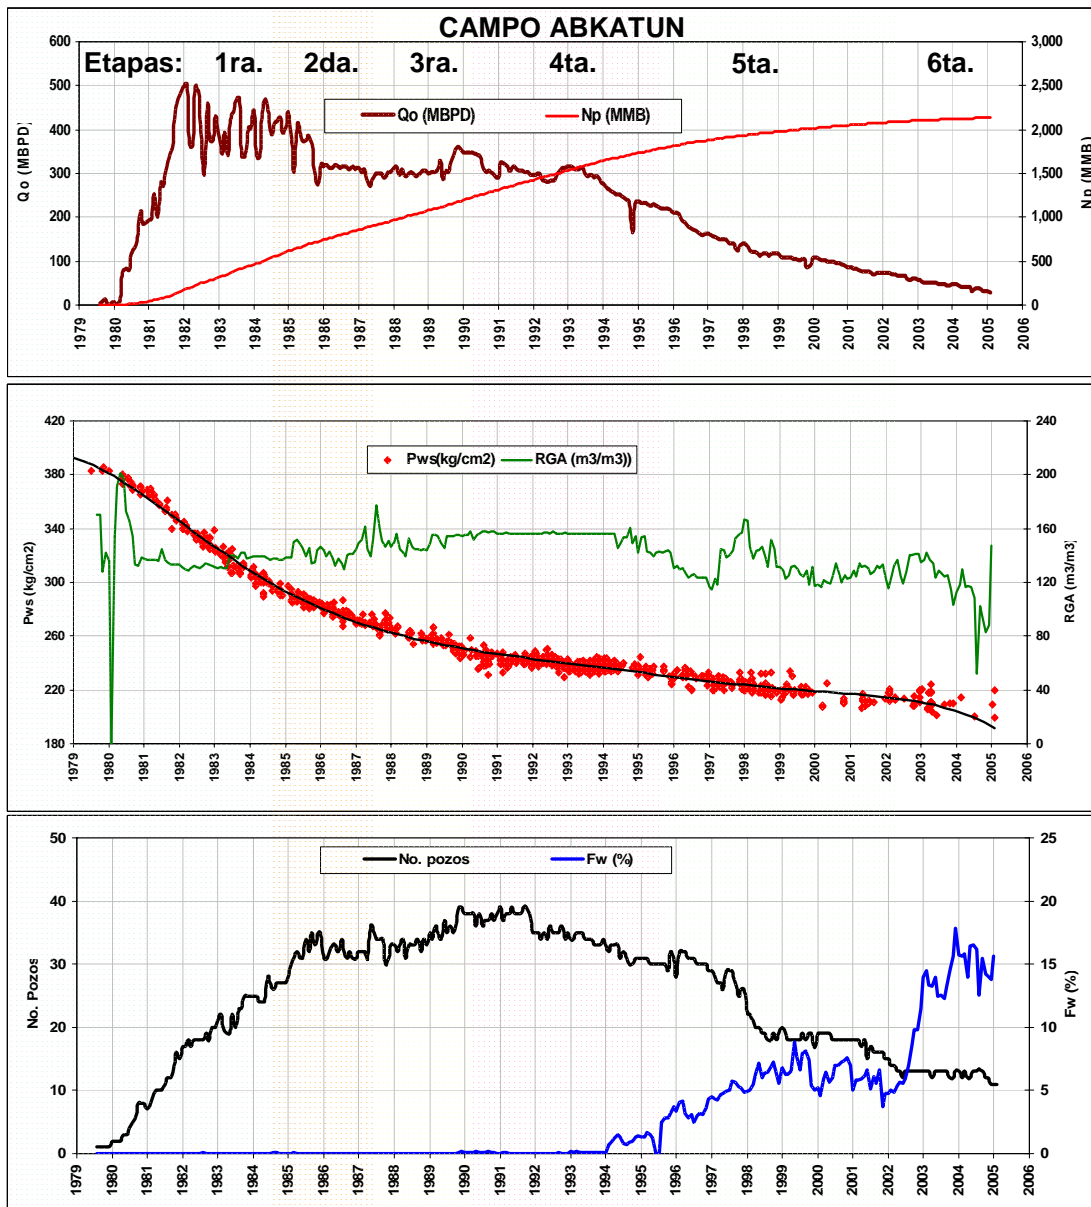 CAMPO ABKATUN
Etapas: 1ra. 2da. 3ra. 4ta. 5ta. 6ta.
Qo (MBPD) Np (MMB)
600
500
400
300
200
100
0
Qo (MBPD)
3,000
2,500
2,000
1,500
1,000
500
0
Np (MMB)
1979 1980 1981 1982 1983 1984 1985 1986 1987 1988 1989 1990 1991 1992 1993 1994 1995 1996 1997 1998 1999 2000 2001 2002 2003 2004 2005 2006
Pws(kg/cm2) RGA (m3/m3))
420
380
340
300
260
220
180
Pws (kg/cm2)
240
200
160
120
80
40
0
RGA (m3/m3)
1979 1980 1981 1982 1983 1984 1985 1986 1987 1988 1989 1990 1991 1992 1993 1994 1995 1996 1997 1998 1999 2000 2001 2002 2003 2004 2005 2006
No. pozos Fw (%)
50
40
30
20
10
0
No. Pozos
25
20
15
10
5
0
Fw (%)
1979 1980 1981 1982 1983 1984 1985 1986 1987 1988 1989 1990 1991 1992 1993 1994 1995 1996 1997 1998 1999 2000 2001 2002 2003 2004 2005 2006